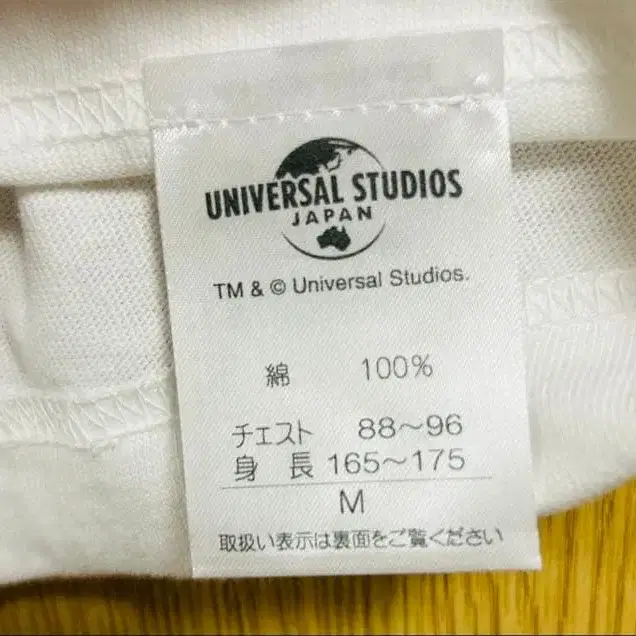 UNIVERSAL STUDIOS
JAPAN
TM & © Universal Studios.
綿 100%
チェスト 88〜96
身長 165〜175
M
取扱い表示は裏面をご覧ください